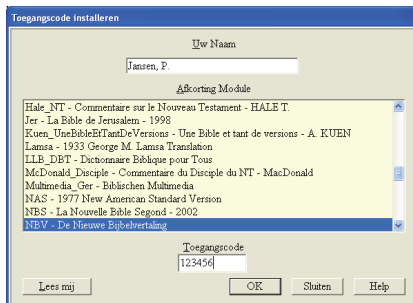 Toegangscode installeren
Uw Naam
Jansen, P.
Afkorting Module
Hale_NT - Commentaire sur le Nouveau Testament - HALE T.
Jer - La Bible de Jerusalem - 1998
Kuen_UneBibleEtTantDeVersions - Une Bible et tant de versions - A. KUEN
Lamsa - 1933 George M. Lamsa Translation
LLB_DBT - Dictionnaire Biblique pour Tous
McDonald_Disciple - Commentaire du Disciple du NT - MacDonald
Multimedia_Ger - Biblischen Multimedia
NAS - 1977 New American Standard Version
NBS - La Nouvelle Bible Segond - 2002
NBV - De Nieuwe Bijbelvertaling
Toegangscode
123456
Lees mij OK Sluiten Help